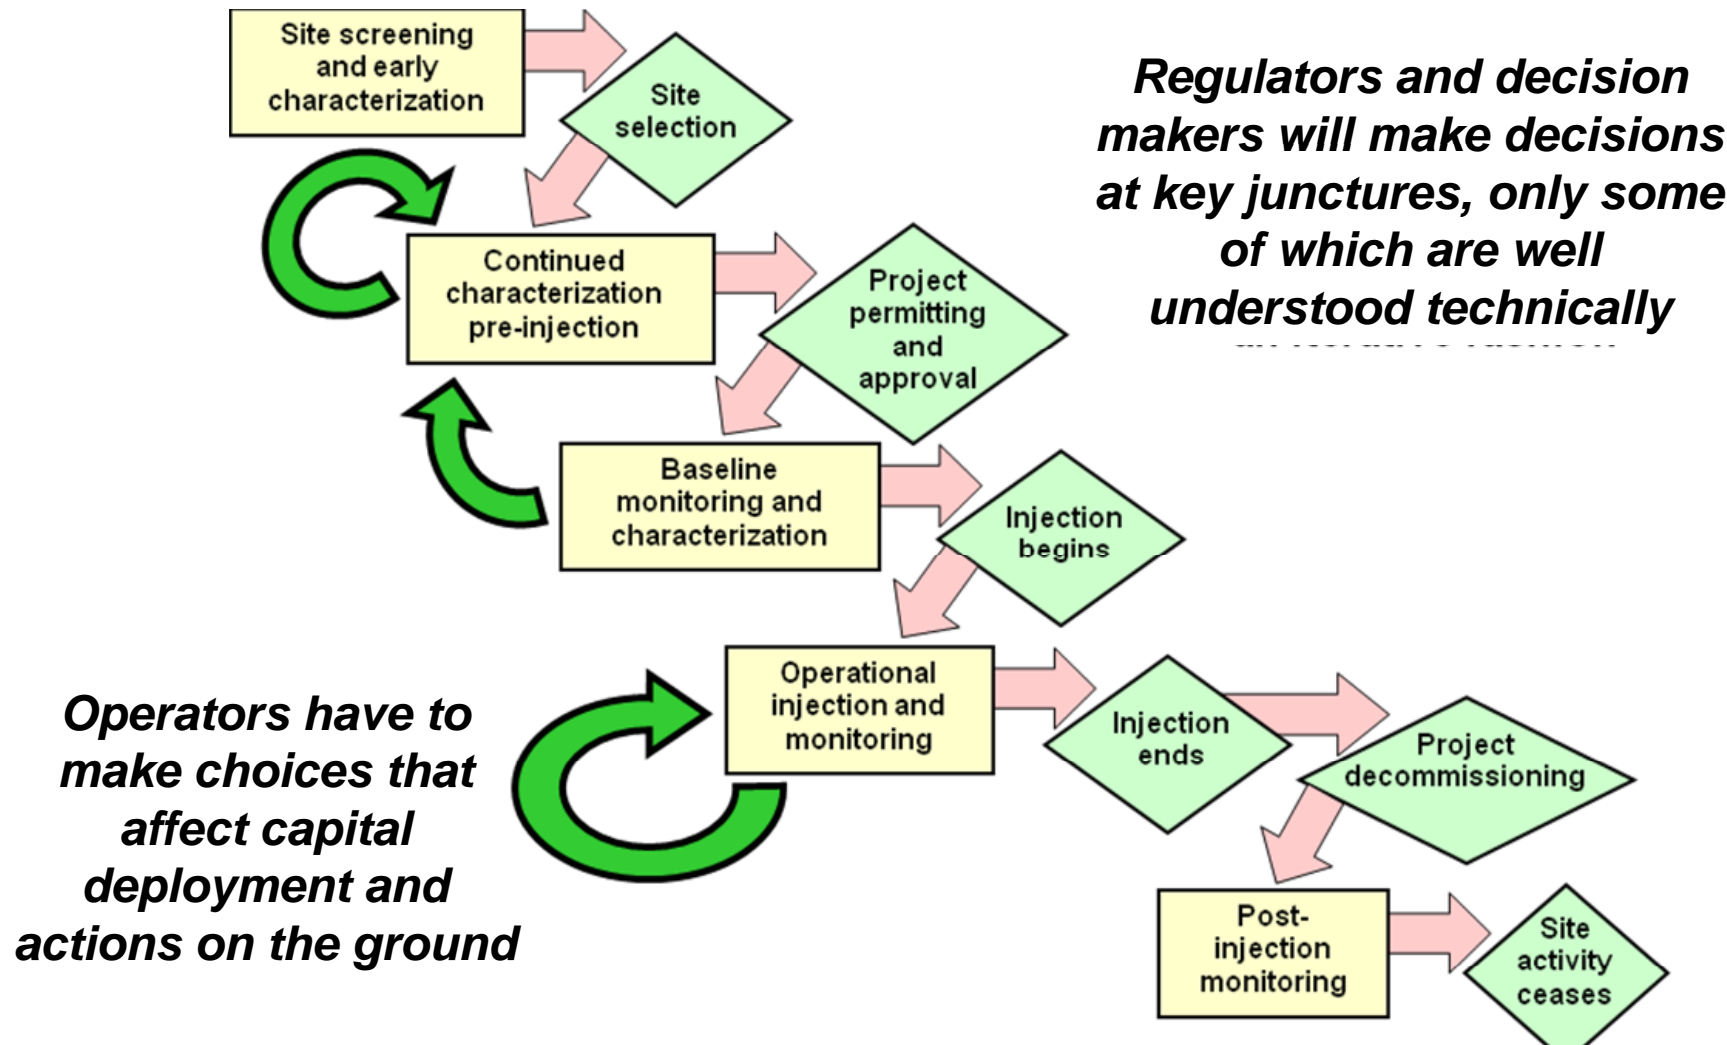 Site screening
and early
characterization
Site
selection
Regulators and decision
makers will make decisions
at key junctures, only some
of which are well
understood technically
Continued
characterization
pre-injection
Project
permitting
and
approval
Baseline
monitoring and
characterization
Injection
begins
Operational
injection and
monitoring
Injection
ends
Project
decommissioning
Operators have to
make choices that
affect capital
deployment and
actions on the ground
Post-
injection
monitoring
Site
activity
ceases